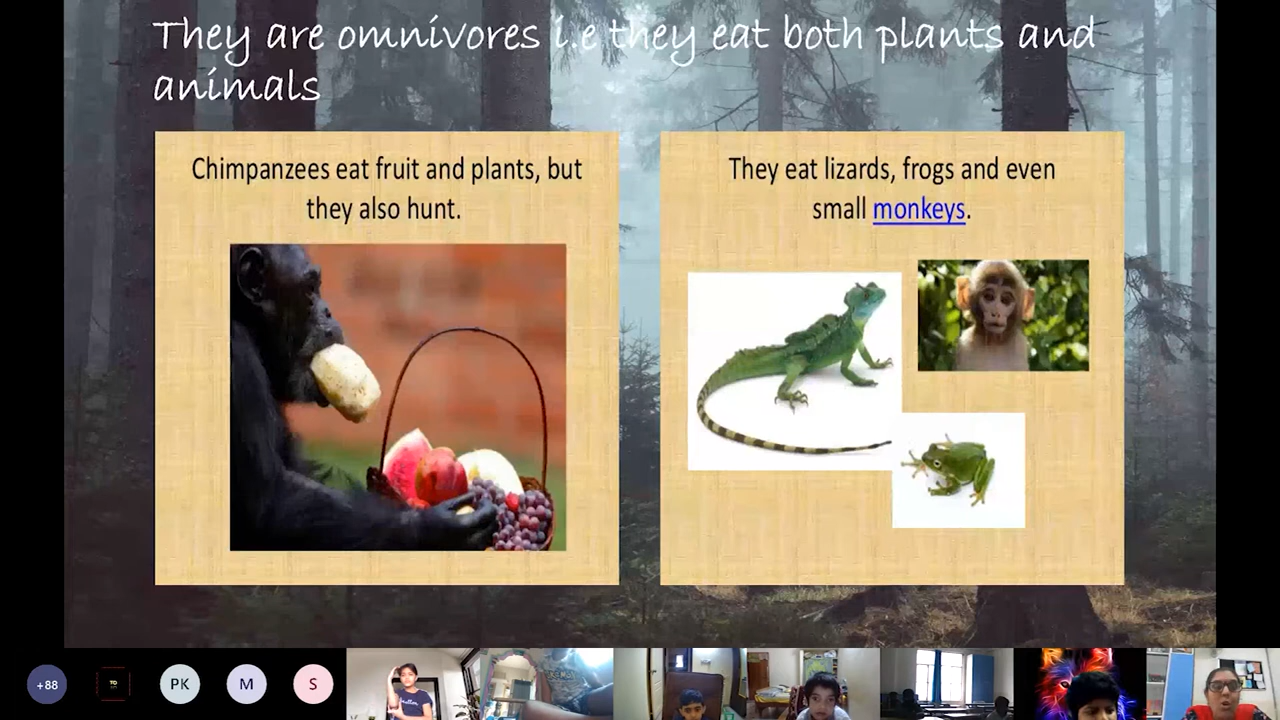 They are omnivores i.e they eat both plants and
animals
Chimpanzees eat fruit and plants, but
they also hunt.
They eat lizards, frogs and even
small monkeys.
+88
PK
M
S